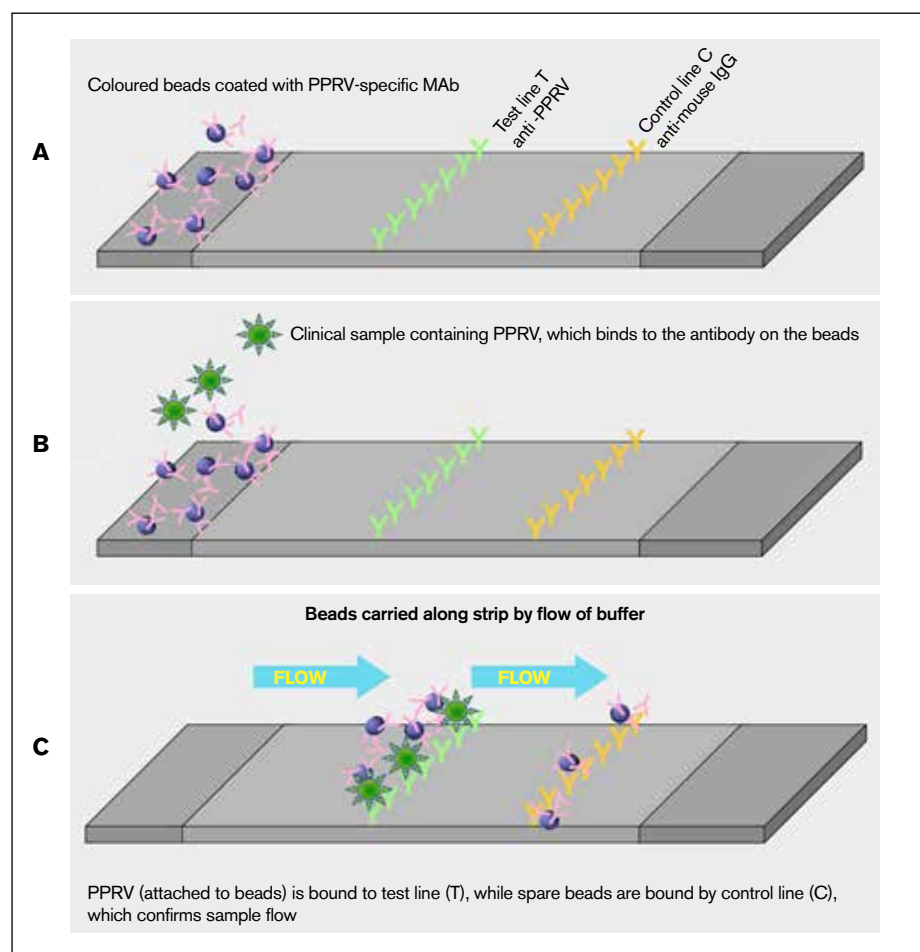 A
Coloured beads coated with PPRV-specific MAb
Test line T
anti -PPRV
Control line C
anti-mouse IgG
B
Clinical sample containing PPRV, which binds to the antibody on the beads
C
Beads carried along strip by flow of buffer
FLOW
FLOW
PPRV (attached to beads) is bound to test line (T), while spare beads are bound by control line (C),
which confirms sample flow